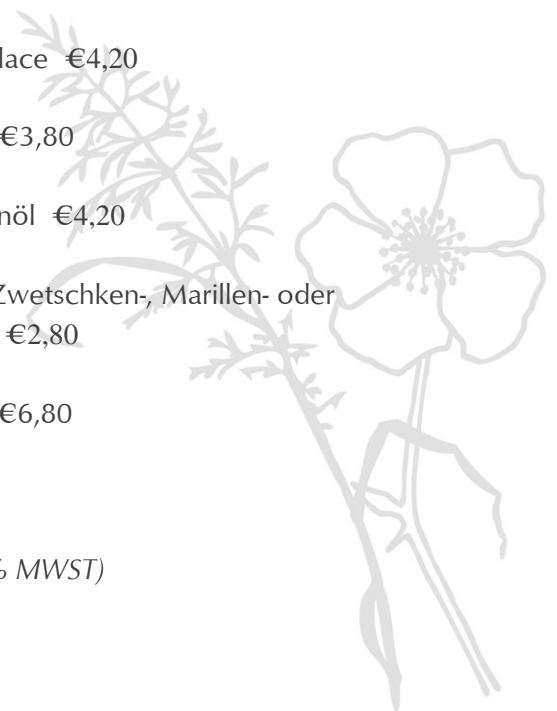 lace €4,20
€3,80
nöl €4,20
Zwetschken-, Marillen- oder
€2,80
€6,80
% MWST)